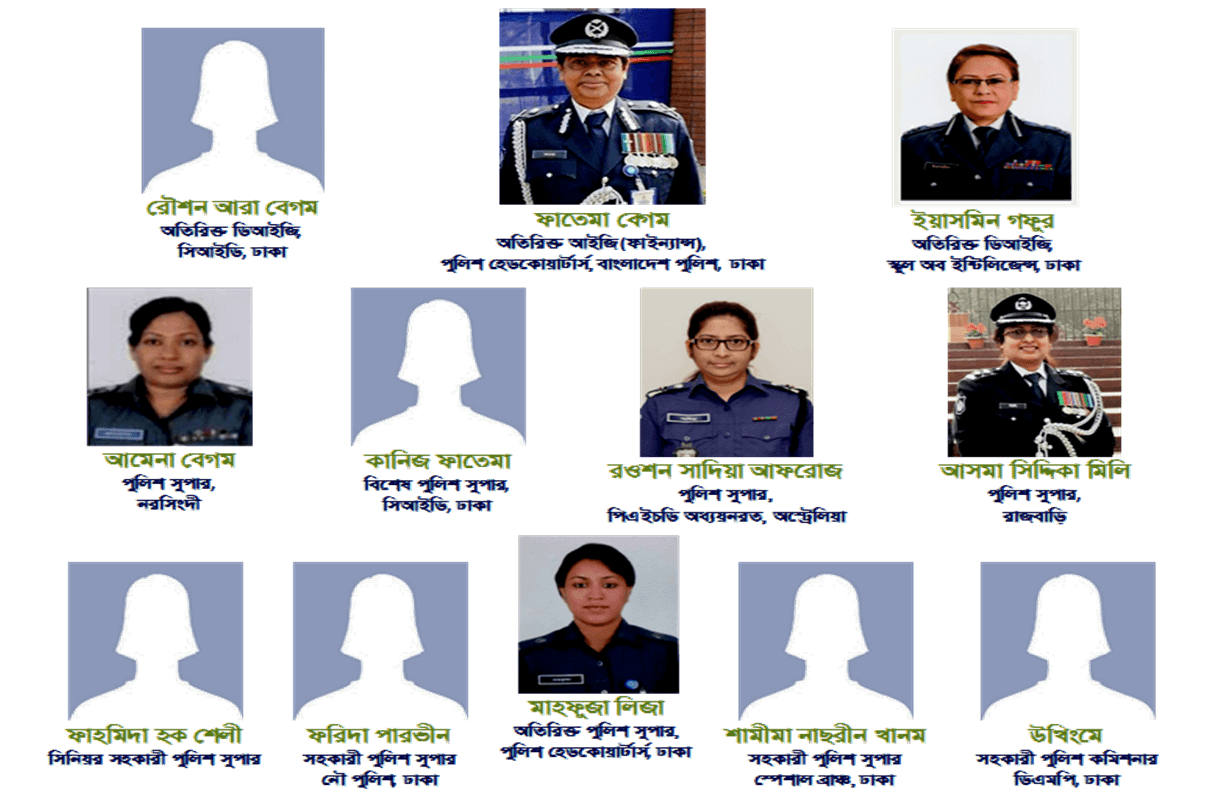 রৌশন আরা বেগম
অতিরিক্ত ডিআইজি,
সিআইডি, ঢাকা
ফাতেমা বেগম
অতিরিক্ত আইজি (ফাইন্যান্স),
পুলিশ হেডকোয়ার্টার্স, বাংলাদেশ পুলিশ, ঢাকা
ইয়াসমিন গফুর
অতিরিক্ত ডিআইজি,
স্কুল অব ইন্টিলিজেন্স, ঢাকা
আমেনা বেগম
পুলিশ সুপার,
নরসিংদী
কানিজ ফাতেমা
বিশেষ পুলিশ সুপার,
সিআইডি, ঢাকা
রওশন সাদিয়া আফরোজ
পুলিশ সুপার,
পিএইচডি অধ্যয়নরত, অস্ট্রেলিয়া
আসমা সিদ্দিকা মিলি
পুলিশ সুপার,
রাজবাড়ি
ফাহমিদা হক শেলী
সিনিয়র সহকারী পুলিশ সুপার
ফরিদা পারভীন
সহকারী পুলিশ সুপার
নৌ পুলিশ, ঢাকা
মাহফুজা লিজা
অতিরিক্ত পুলিশ সুপার,
পুলিশ হেডকোয়ার্টার্স, ঢাকা
শামীমা নাছরীন খানম
সহকারী পুলিশ সুপার
স্পেশাল ব্রাঞ্চ, ঢাকা
উখিংমে
সহকারী পুলিশ কমিশনার
ডিএমপি, ঢাকা